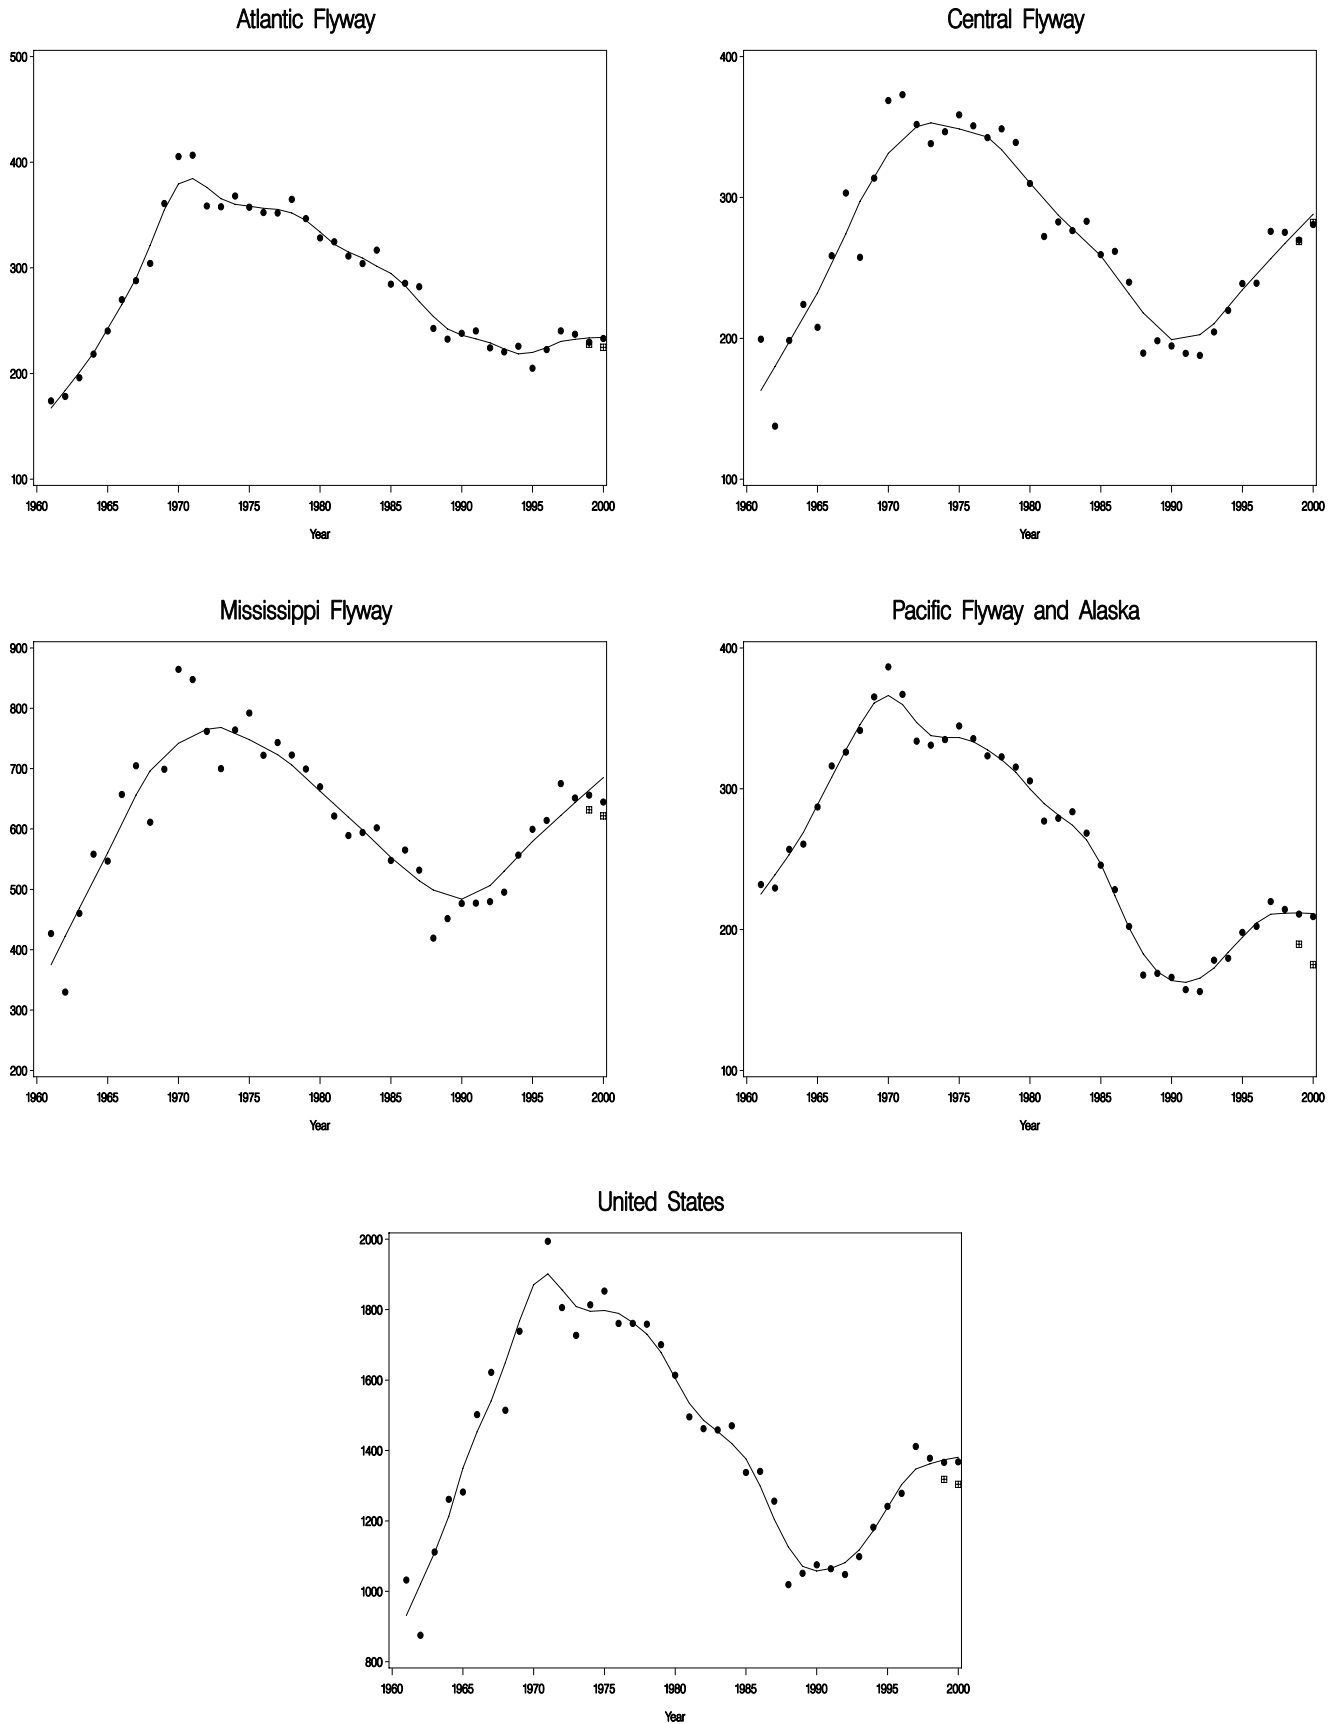 Atlantic Flyway
500
400
300
200
100
1960 1965 1970 1975 1980 1985 1990 1995 2000
Year
Central Flyway
400
300
200
100
1960 1965 1970 1975 1980 1985 1990 1995 2000
Year
Mississippi Flyway
900
800
700
600
500
400
300
200
1960 1965 1970 1975 1980 1985 1990 1995 2000
Year
Pacific Flyway and Alaska
400
300
200
100
1960 1965 1970 1975 1980 1985 1990 1995 2000
Year
United States
2000
1800
1600
1400
1200
1000
800
1960 1965 1970 1975 1980 1985 1990 1995 2000
Year